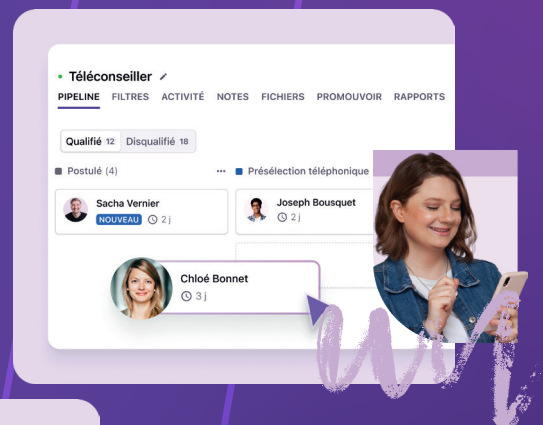 Téléconseiller
PIPELINE FILTRES ACTIVITÉ NOTES FICHIERS PROMOUVOIR RAPPORTS
Qualifié 12 Disqualifié 18
Postulé (4) ... Présélection téléphonique
Sacha Vernier
NOUVEAU 2 j
Joseph Bousquet
2 j
Chloé Bonnet
3 j